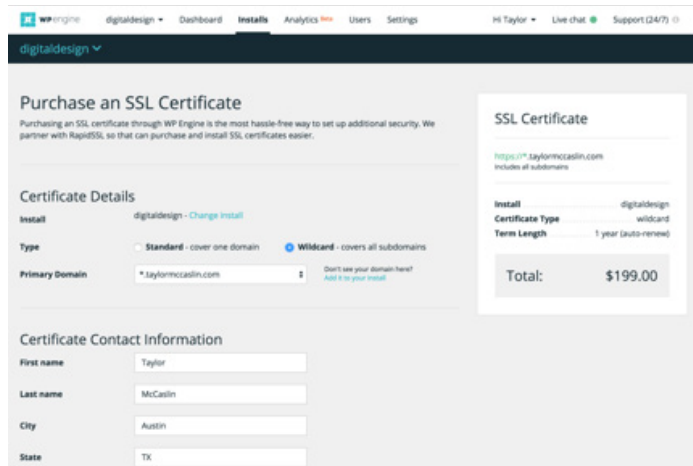 WPengine digitaldesign Dashboard Installs Analytics Beta Users Settings Hi Taylor Live chat Support (24/7)
digitaldesign
Purchase an SSL Certificate
Purchasing an SSL certificate through WP Engine is the most hassle-free way to set up additional security. We
partner with RapidSSL, so that can purchase and install SSL certificates easier.
Certificate Details
Install digitaldesign - Change install
Type Standard - cover one domain Wildcard - covers all subdomains
Primary Domain *.taylormccaslin.com Don't see your domain here?
Add it to your install
Certificate Contact Information
First name Taylor
Last name McCaslin
City Austin
State TX
SSL Certificate
https://*.taylormccaslin.com
Includes all subdomains
Install digitaldesign
Certificate Type wildcard
Term Length 1 year (auto-renew)
Total: $199.00